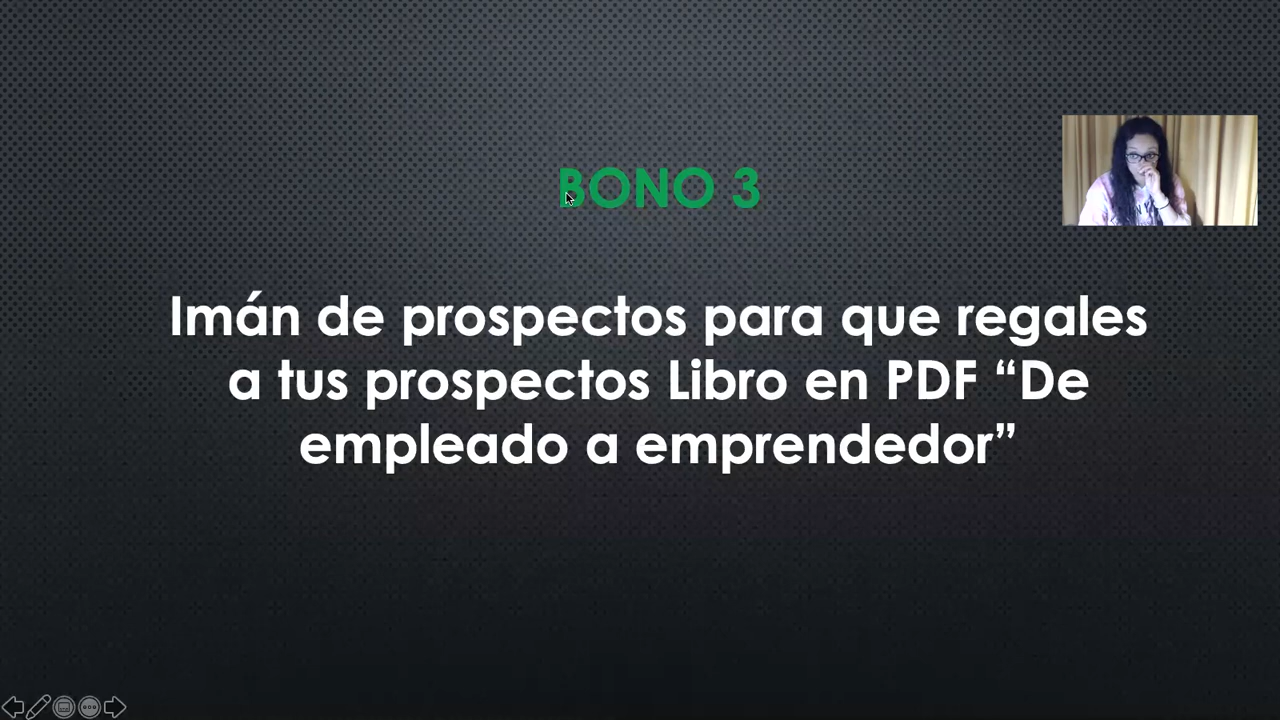 BONO 3
Imán de prospectos para que regales
a tus prospectos Libro en PDF “De
empleado a emprendedor”